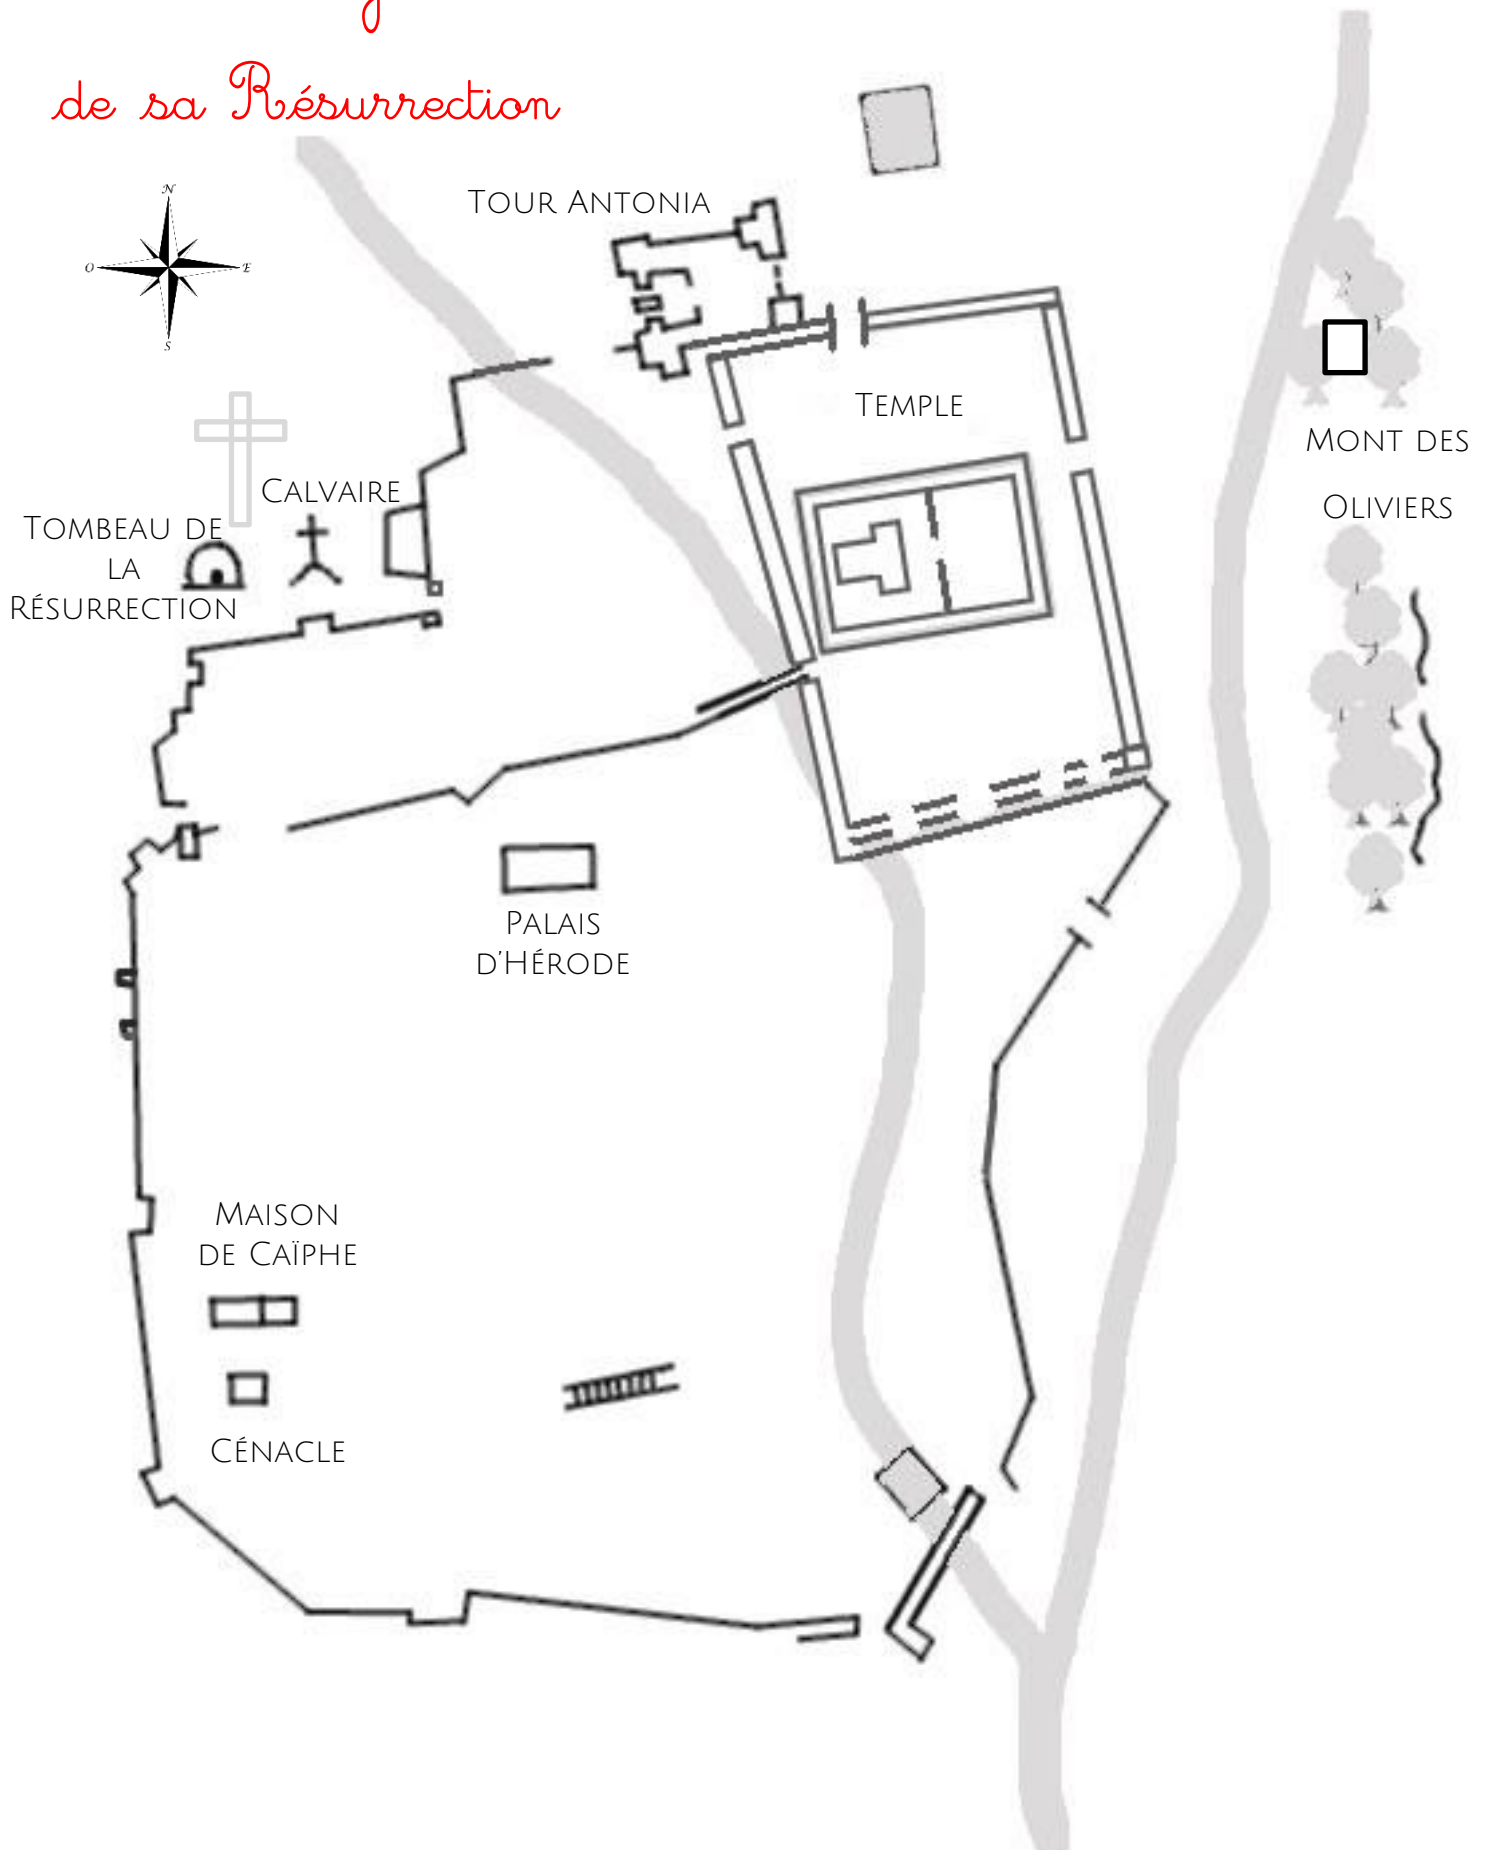 de sa Résurrection
N
O
E
S
Tour Antonia
Temple
Mont des
Oliviers
Calvaire
Tombeau de
la
Résurrection
Palais
d'Hérode
Maison
de Caïphe
Cénacle